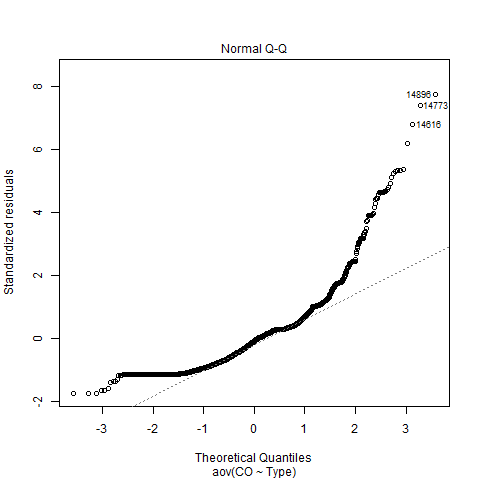 Normal Q-Q
Standardized residuals
8
6
4
2
0
-2
14896
14773
14616
-3 -2 -1 0 1 2 3
Theoretical Quantiles
aov(CO ~ Type)